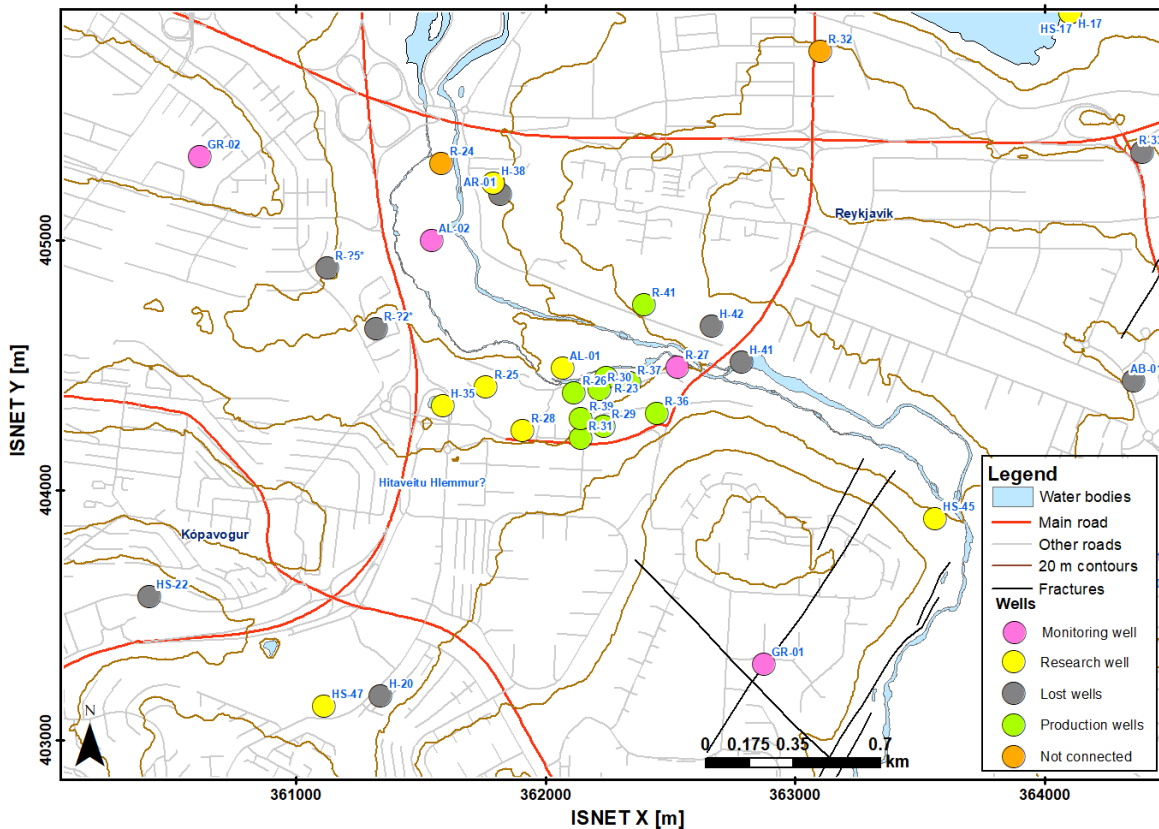 H-17
HS-17
R-32
R-33
GR-02
R-24
H-38
AR-01
Reykjavík
AL-02
R-?5*
R-41
R-?2*
H-42
AL-01
R-27
H-41
R-37
R-30
R-26
R-23
R-25
AB-01
H-35
R-39
R-29
R-36
R-28
R-31
Hitaveitu Hlemmur?
HS-45
Kópavogur
HS-22
GR-01
HS-47
H-20
N
0 0.175 0.35 0.7
km
405000
404000
403000
ISNET Y [m]
361000 362000 363000 364000
ISNET X [m]
Legend
Water bodies
Main road
Other roads
20 m contours
Fractures
Wells
Monitoring well
Research well
Lost wells
Production wells
Not connected